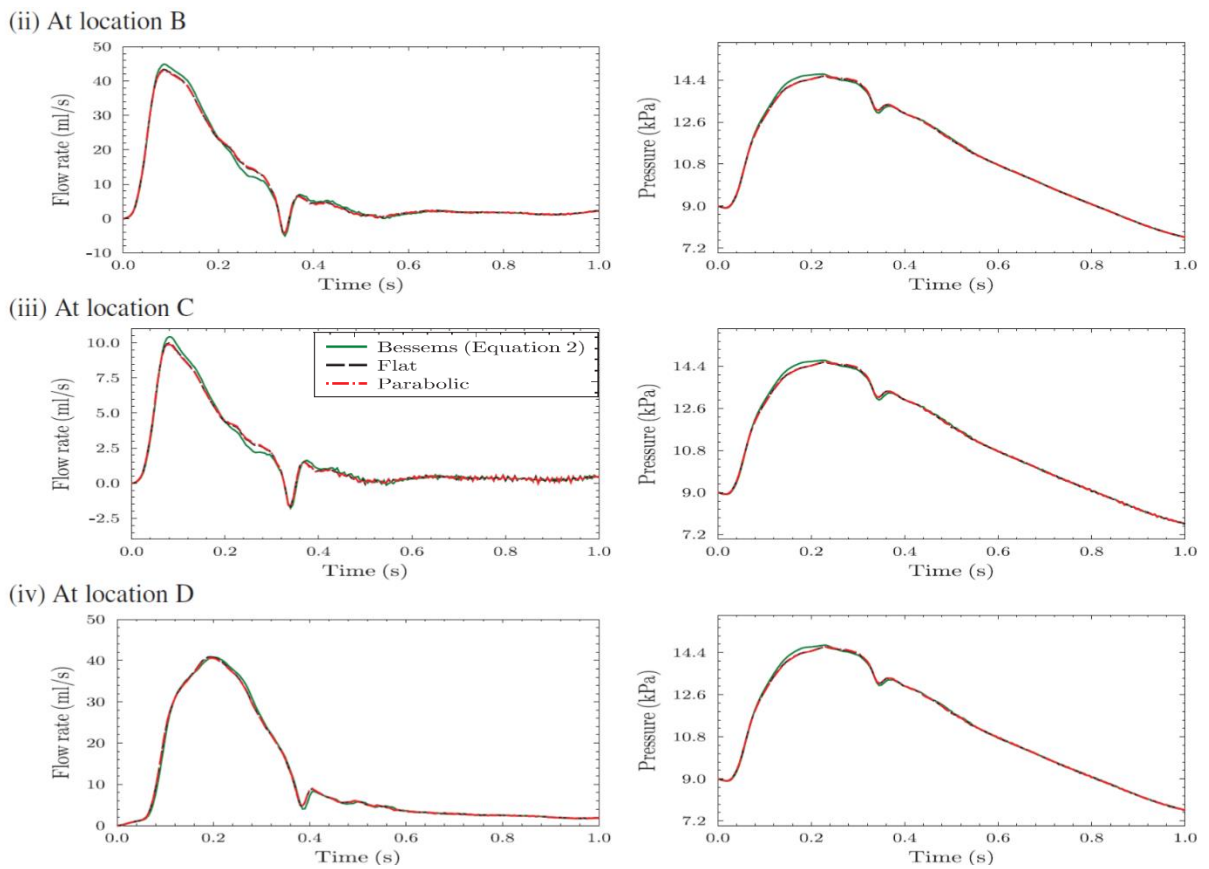 (ii) At location B
50
40
30
20
10
0
-10
Flow rate (ml/s)
0.0 0.2 0.4 0.6 0.8 1.0
Time (s)
14.4
12.6
10.8
9.0
7.2
Pressure (kPa)
0.0 0.2 0.4 0.6 0.8 1.0
Time (s)
(iii) At location C
10.0
7.5
5.0
2.5
0.0
-2.5
Flow rate (ml/s)
Bessems (Equation 2)
Flat
Parabolic
0.0 0.2 0.4 0.6 0.8 1.0
Time (s)
14.4
12.6
10.8
9.0
7.2
Pressure (kPa)
0.0 0.2 0.4 0.6 0.8 1.0
Time (s)
(iv) At location D
50
40
30
20
10
0
Flow rate (ml/s)
0.0 0.2 0.4 0.6 0.8 1.0
Time (s)
14.4
12.6
10.8
9.0
7.2
Pressure (kPa)
0.0 0.2 0.4 0.6 0.8 1.0
Time (s)